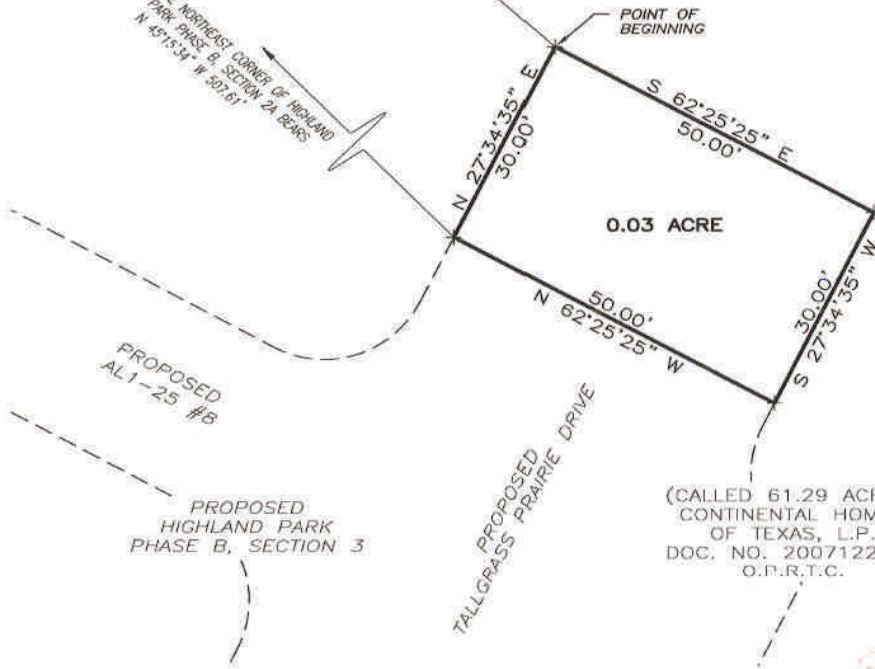 NORTHEAST CORNER OF HIGHLAND
PARK PHASE B, SECTION 2A BEARS
N 45°15'34" W 507.61'
POINT OF
BEGINNING
N 27°34'35" E
30.00'
S 62°25'25" E
50.00'
0.03 ACRE
50.00'
N 62°25'25" W
30.00'
S 27°34'35" W
PROPOSED
AL1-25 #B
PROPOSED
HIGHLAND PARK
PHASE B, SECTION 3
PROPOSED
TALLGRASS PRAIRIE DRIVE
(CALLED 61.29
CONTINENTAL
OF TEXAS, L.P.
DOC. NO. 2007122
O.P.R.T.C.